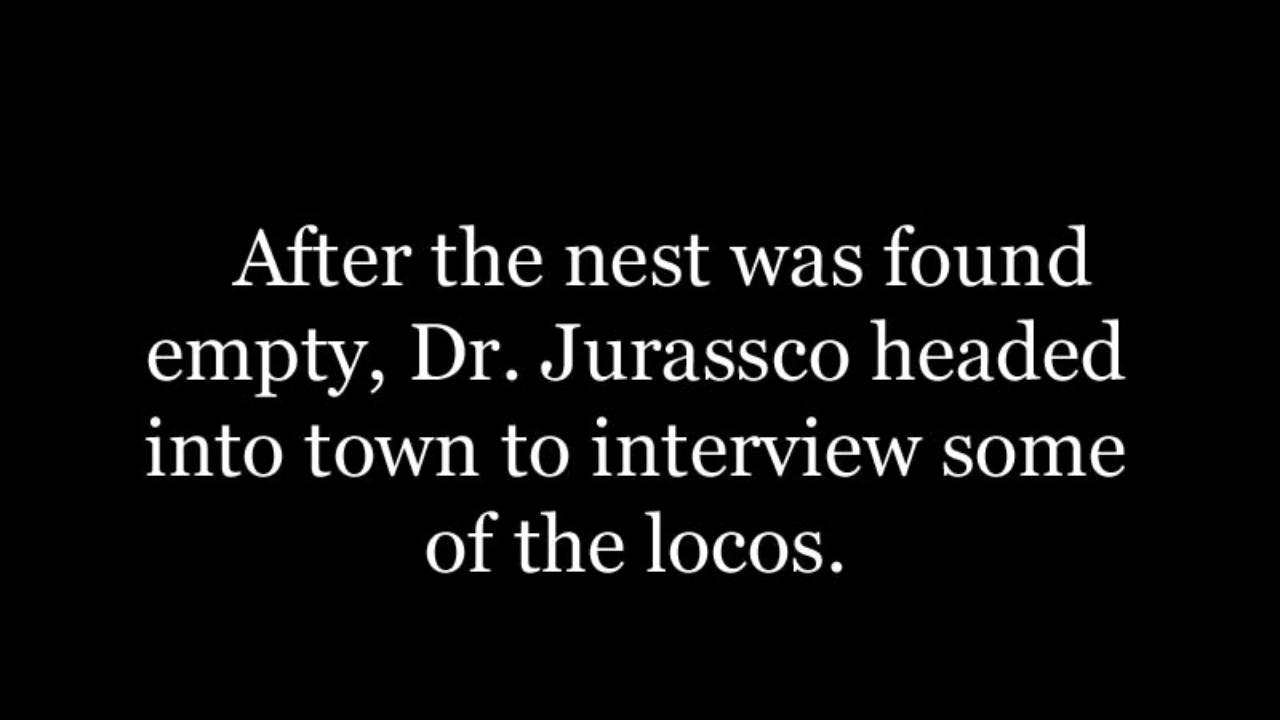 After the nest was found
empty, Dr. Jurassco headed
into town to interview some
of the locos.